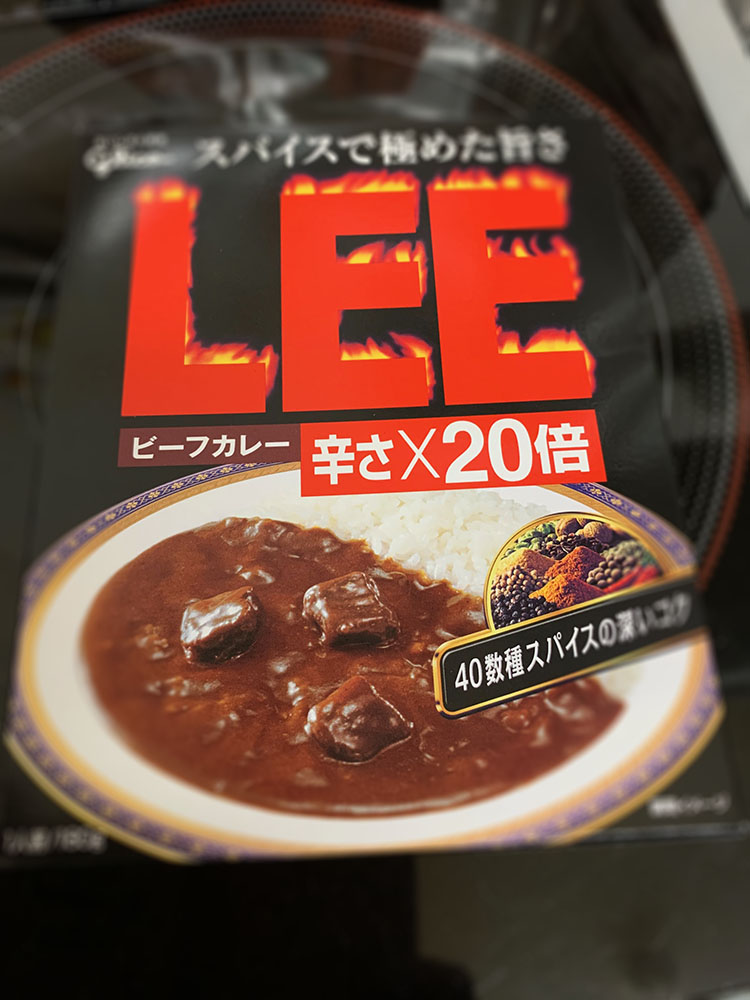 Glico
スパイスで極めた旨さ
LEE
ビーフカレー
辛さ×20倍
40数種スパイスの深いコク